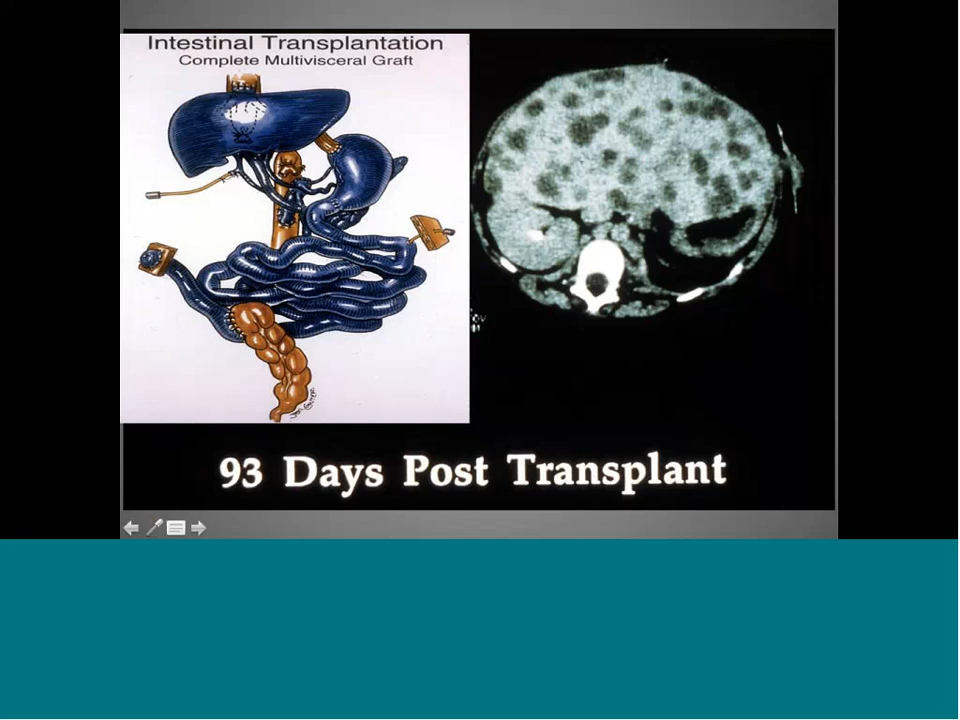 Intestinal Transplantation
Complete Multivisceral Graft
93 Days Post Transplant